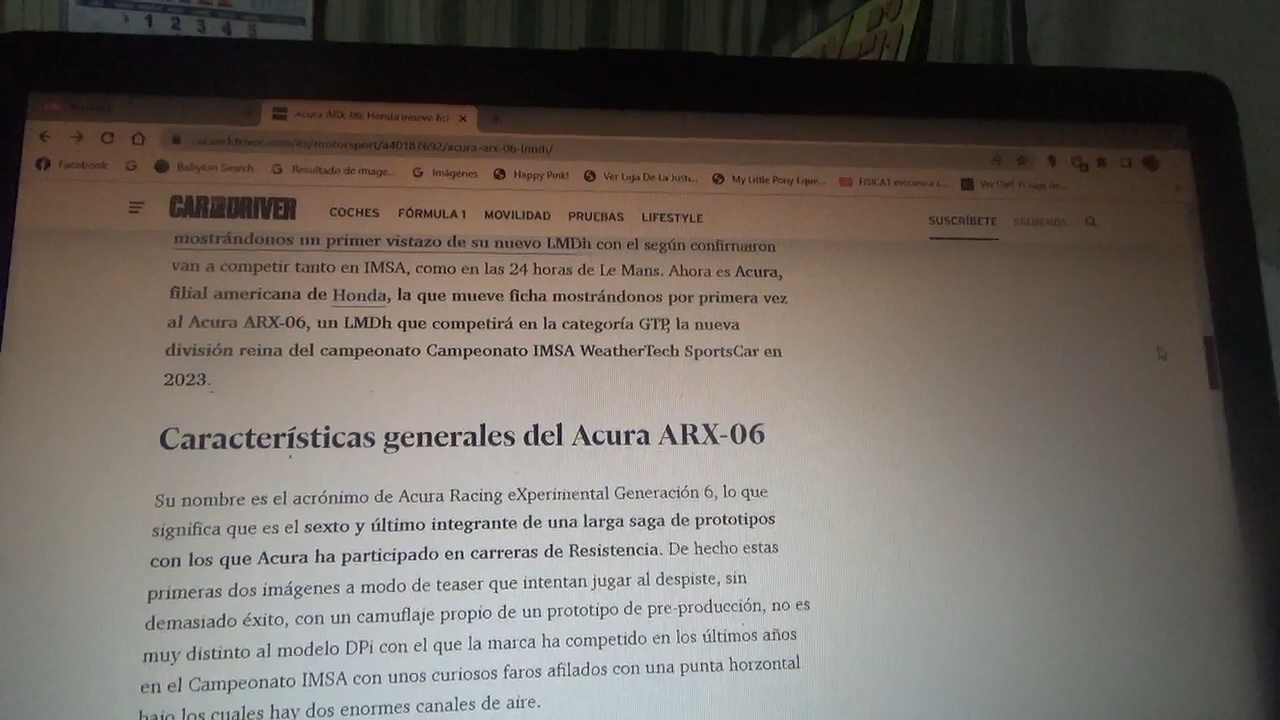 1 2 3 4 5
Acura ARX-06, Honda mueve fici
caranddriver.com/es/motorsport/a40187692/acura-arx-06-lmdh/
Facebook Babylon Search Resultado de image... Imágenes Happy Pink! Ver Liga De La Justi... My Little Pony Eque... FISICA1 mecanica
CAR AND DRIVER COCHES FÓRMULA 1 MOVILIDAD PRUEBAS LIFESTYLE SUSCRÍBETE SÍGUENOS
mostrándonos un primer vistazo de su nuevo LMDh con el según confirmaron
van a competir tanto en IMSA, como en las 24 horas de Le Mans. Ahora es Acura,
filial americana de Honda, la que mueve ficha mostrándonos por primera vez
al Acura ARX-06, un LMDh que competirá en la categoría GTP, la nueva
división reina del campeonato Campeonato IMSA WeatherTech SportsCar en
2023.
Características generales del Acura ARX-06
Su nombre es el acrónimo de Acura Racing eXperimental Generación 6, lo que
significa que es el sexto y último integrante de una larga saga de prototipos
con los que Acura ha participado en carreras de Resistencia. De hecho estas
primeras dos imágenes a modo de teaser que intentan jugar al despiste, sin
demasiado éxito, con un camuflaje propio de un prototipo de pre-producción, no es
muy distinto al modelo DPi con el que la marca ha competido en los últimos años
en el Campeonato IMSA con unos curiosos faros afilados con una punta horzontal
bajo los cuales hay dos enormes canales de aire.